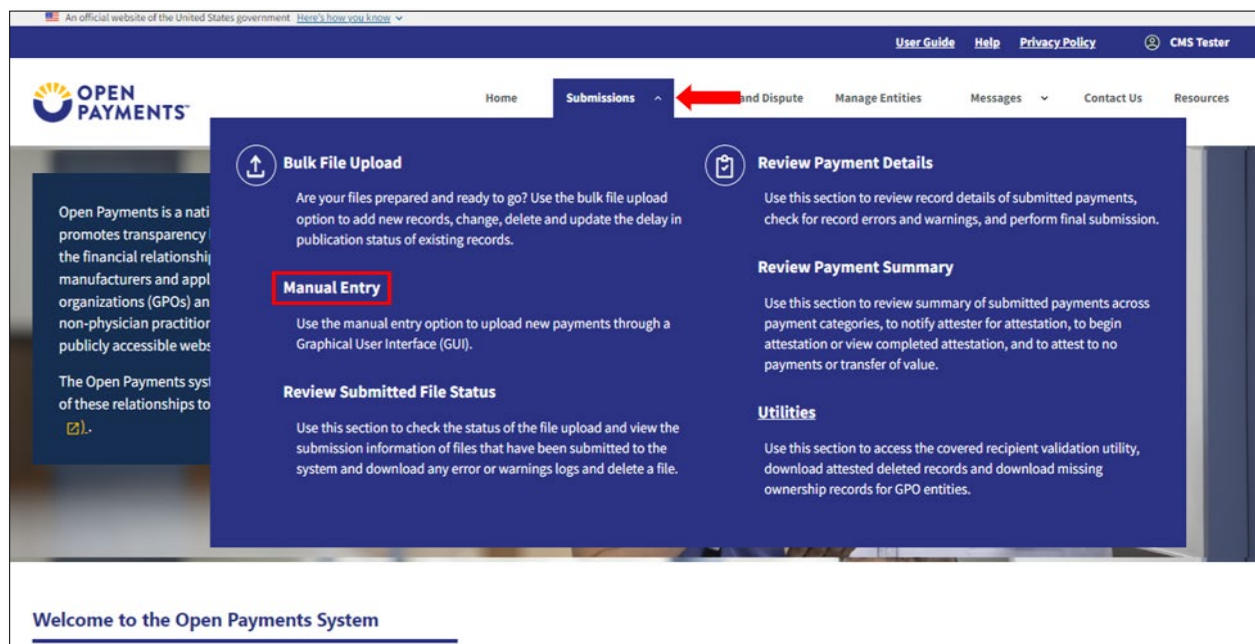 An official website of the United States government Here's how you know
User Guide Help Privacy Policy CMS Tester
OPEN
PAYMENTS™
Home Submissions and Dispute Manage Entities Messages Contact Us Resources
Bulk File Upload
Are your files prepared and ready to go? Use the bulk file upload
option to add new records, change, delete and update the delay in
publication status of existing records.
Manual Entry
Use the manual entry option to upload new payments through a
Graphical User Interface (GUI).
Review Submitted File Status
Use this section to check the status of the file upload and view the
submission information of files that have been submitted to the
system and download any error or warnings logs and delete a file.
Review Payment Details
Use this section to review record details of submitted payments,
check for record errors and warnings, and perform final submission.
Review Payment Summary
Use this section to review summary of submitted payments across
payment categories, to notify attester for attestation, to begin
attestation or view completed attestation, and to attest to no
payments or transfer of value.
Utilities
Use this section to access the covered recipient validation utility,
download attested deleted records and download missing
ownership records for GPO entities.
Open Payments is a nati
promotes transparency
the financial relationshi
manufacturers and appl
organizations (GPOs) an
non-physician practition
publicly accessible webs
The Open Payments syst
of these relationships to
).
Welcome to the Open Payments System